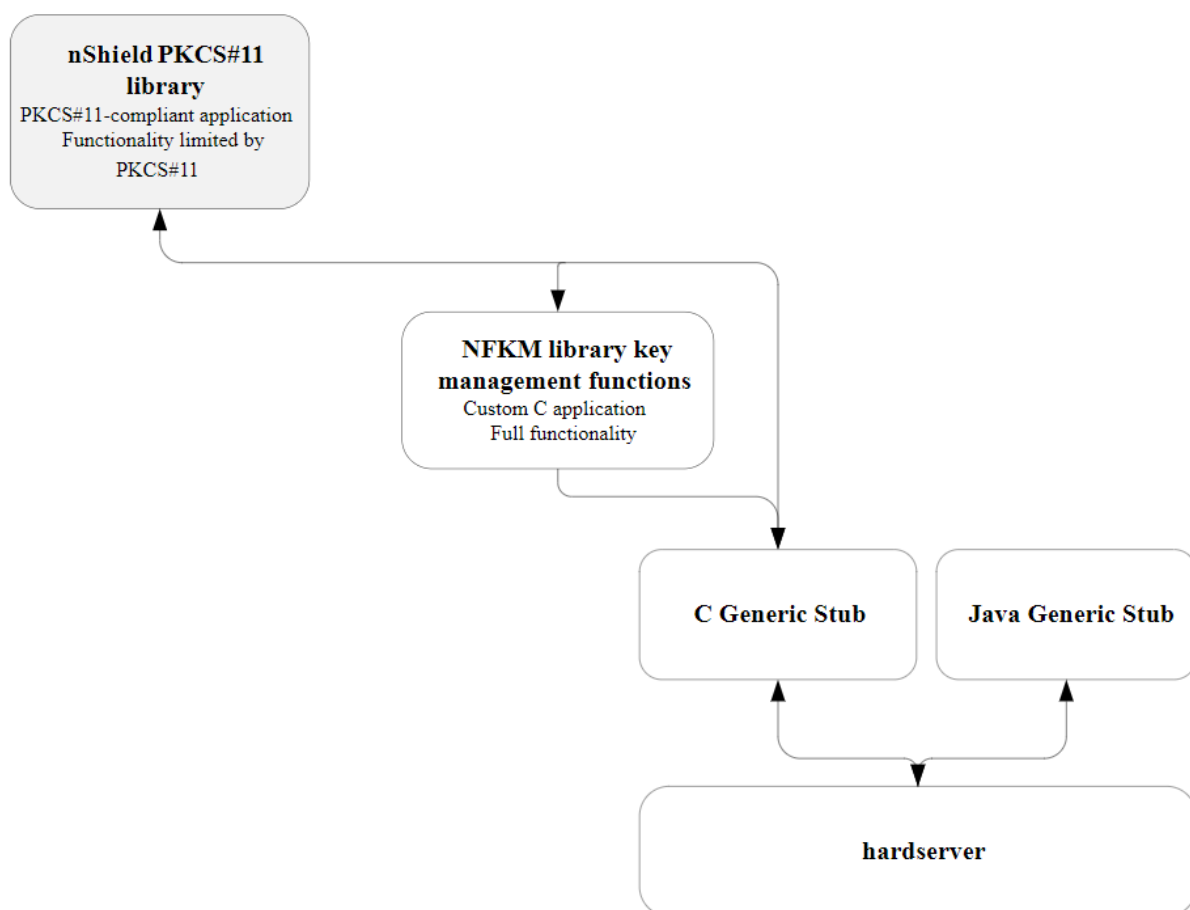 nShield PKCS#11
library
PKCS#11-compliant application
Functionality limited by
PKCS#11
NFKM library key
management functions
Custom C application
Full functionality
C Generic Stub
Java Generic Stub
hardserver